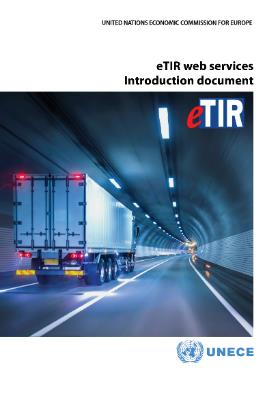 UNITED NATIONS ECONOMIC COMMISSION FOR EUROPE
eTIR web services
Introduction document
eTIR
UNECE